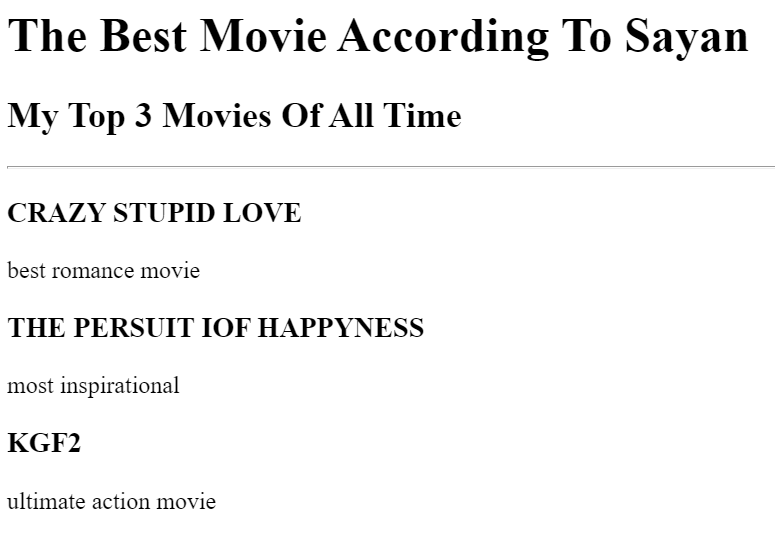 The Best Movie According To Sayan
My Top 3 Movies Of All Time
CRAZY STUPID LOVE
best romance movie
THE PERSUIT IOF HAPPYNESS
most inspirational
KGF2
ultimate action movie